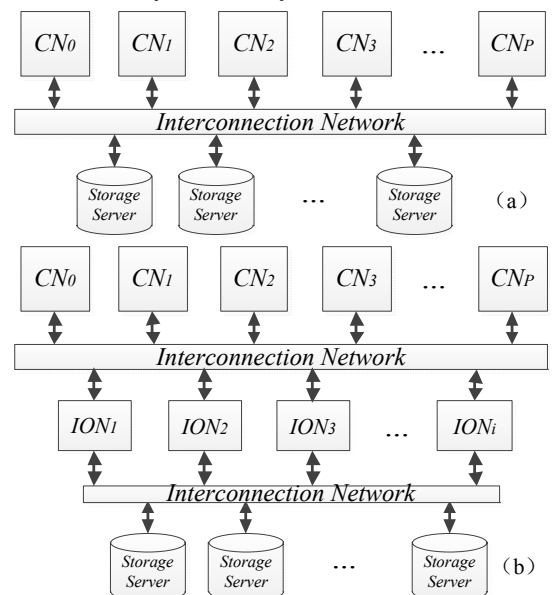 CN0 CN1 CN2 CN3 ... CNP
Interconnection Network
Storage Server Storage Server ... Storage Server （a）
CN0 CN1 CN2 CN3 ... CNP
Interconnection Network
ION1 ION2 ION3 ... IONi
Interconnection Network
Storage Server Storage Server ... Storage Server （b）